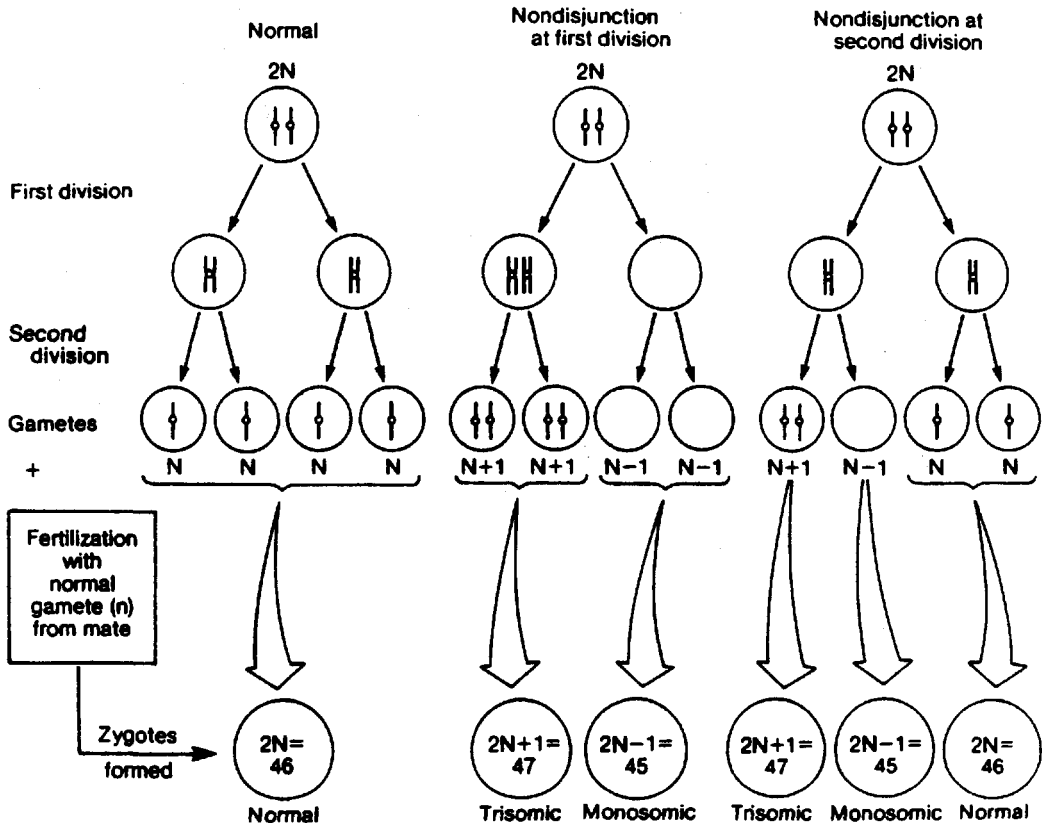 Normal
Nondisjunction
at first division
Nondisjunction at
second division
2N
2N
2N
First division
Second
division
Gametes
N
N
N
N
N+1
N+1
N−1
N−1
N+1
N−1
N
N
+
Fertilization
with
normal
gamete (n)
from mate
Zygotes
formed
2N=
46
2N+1=
47
2N−1=
45
2N+1=
47
2N−1=
45
2N=
46
Normal
Trisomic
Monosomic
Trisomic
Monosomic
Normal